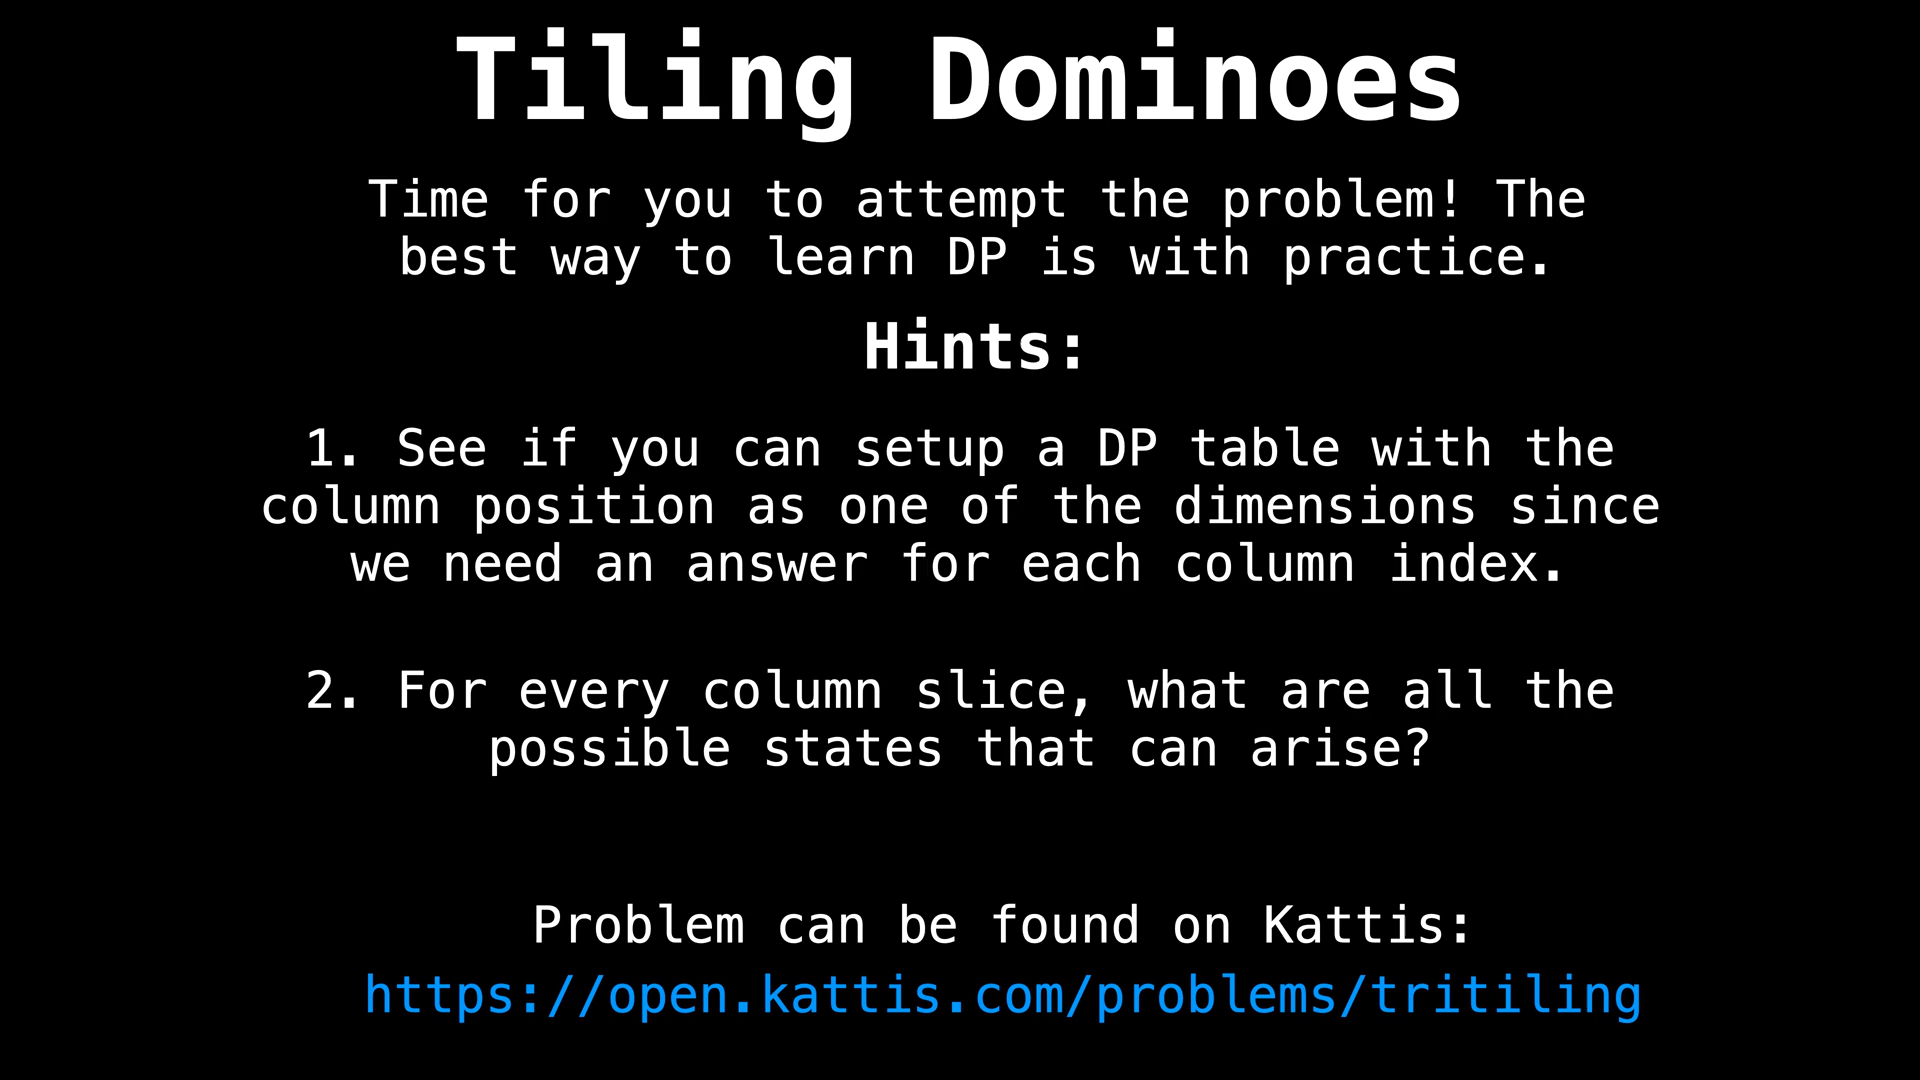 Tiling Dominoes
Time for you to attempt the problem! The
best way to learn DP is with practice.
Hints:
1. See if you can setup a DP table with the
column position as one of the dimensions since
we need an answer for each column index.
2. For every column slice, what are all the
possible states that can arise?
Problem can be found on Kattis:
https://open.kattis.com/problems/tritiling